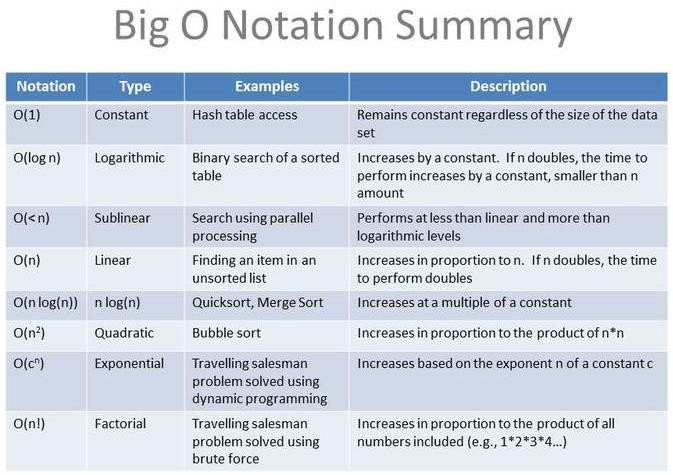 Big O Notation Summary
Notation Type Examples Description
O(1) Constant Hash table access Remains constant regardless of the size of the data
set
O(log n) Logarithmic Binary search of a sorted Increases by a constant. If n doubles, the time to
table perform increases by a constant, smaller than n
amount
O(< n) Sublinear Search using parallel Performs at less than linear and more than
processing logarithmic levels
O(n) Linear Finding an item in an Increases in proportion to n. If n doubles, the time
unsorted list to perform doubles
O(n log(n)) n log(n) Quicksort, Merge Sort Increases at a multiple of a constant
O(n²) Quadratic Bubble sort Increases in proportion to the product of n*n
O(cⁿ) Exponential Travelling salesman Increases based on the exponent n of a constant c
problem solved using
dynamic programming
O(n!) Factorial Travelling salesman Increases in proportion to the product of all
problem solved using numbers included (e.g., 1*2*3*4…)
brute force